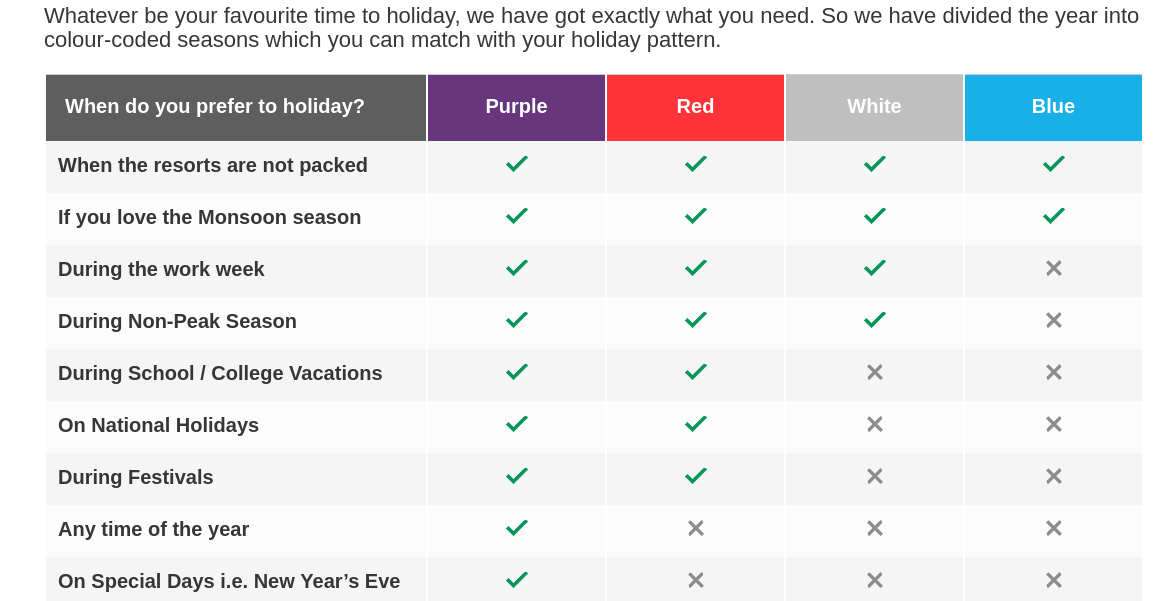 Whatever be your favourite time to holiday, we have got exactly what you need. So we have divided the year into
colour-coded seasons which you can match with your holiday pattern.
When do you prefer to holiday? Purple Red White Blue
When the resorts are not packed ✓ ✓ ✓ ✓
If you love the Monsoon season ✓ ✓ ✓ ✓
During the work week ✓ ✓ ✓ ✕
During Non-Peak Season ✓ ✓ ✓ ✕
During School / College Vacations ✓ ✓ ✕ ✕
On National Holidays ✓ ✓ ✕ ✕
During Festivals ✓ ✓ ✕ ✕
Any time of the year ✓ ✕ ✕ ✕
On Special Days i.e. New Year’s Eve ✓ ✕ ✕ ✕